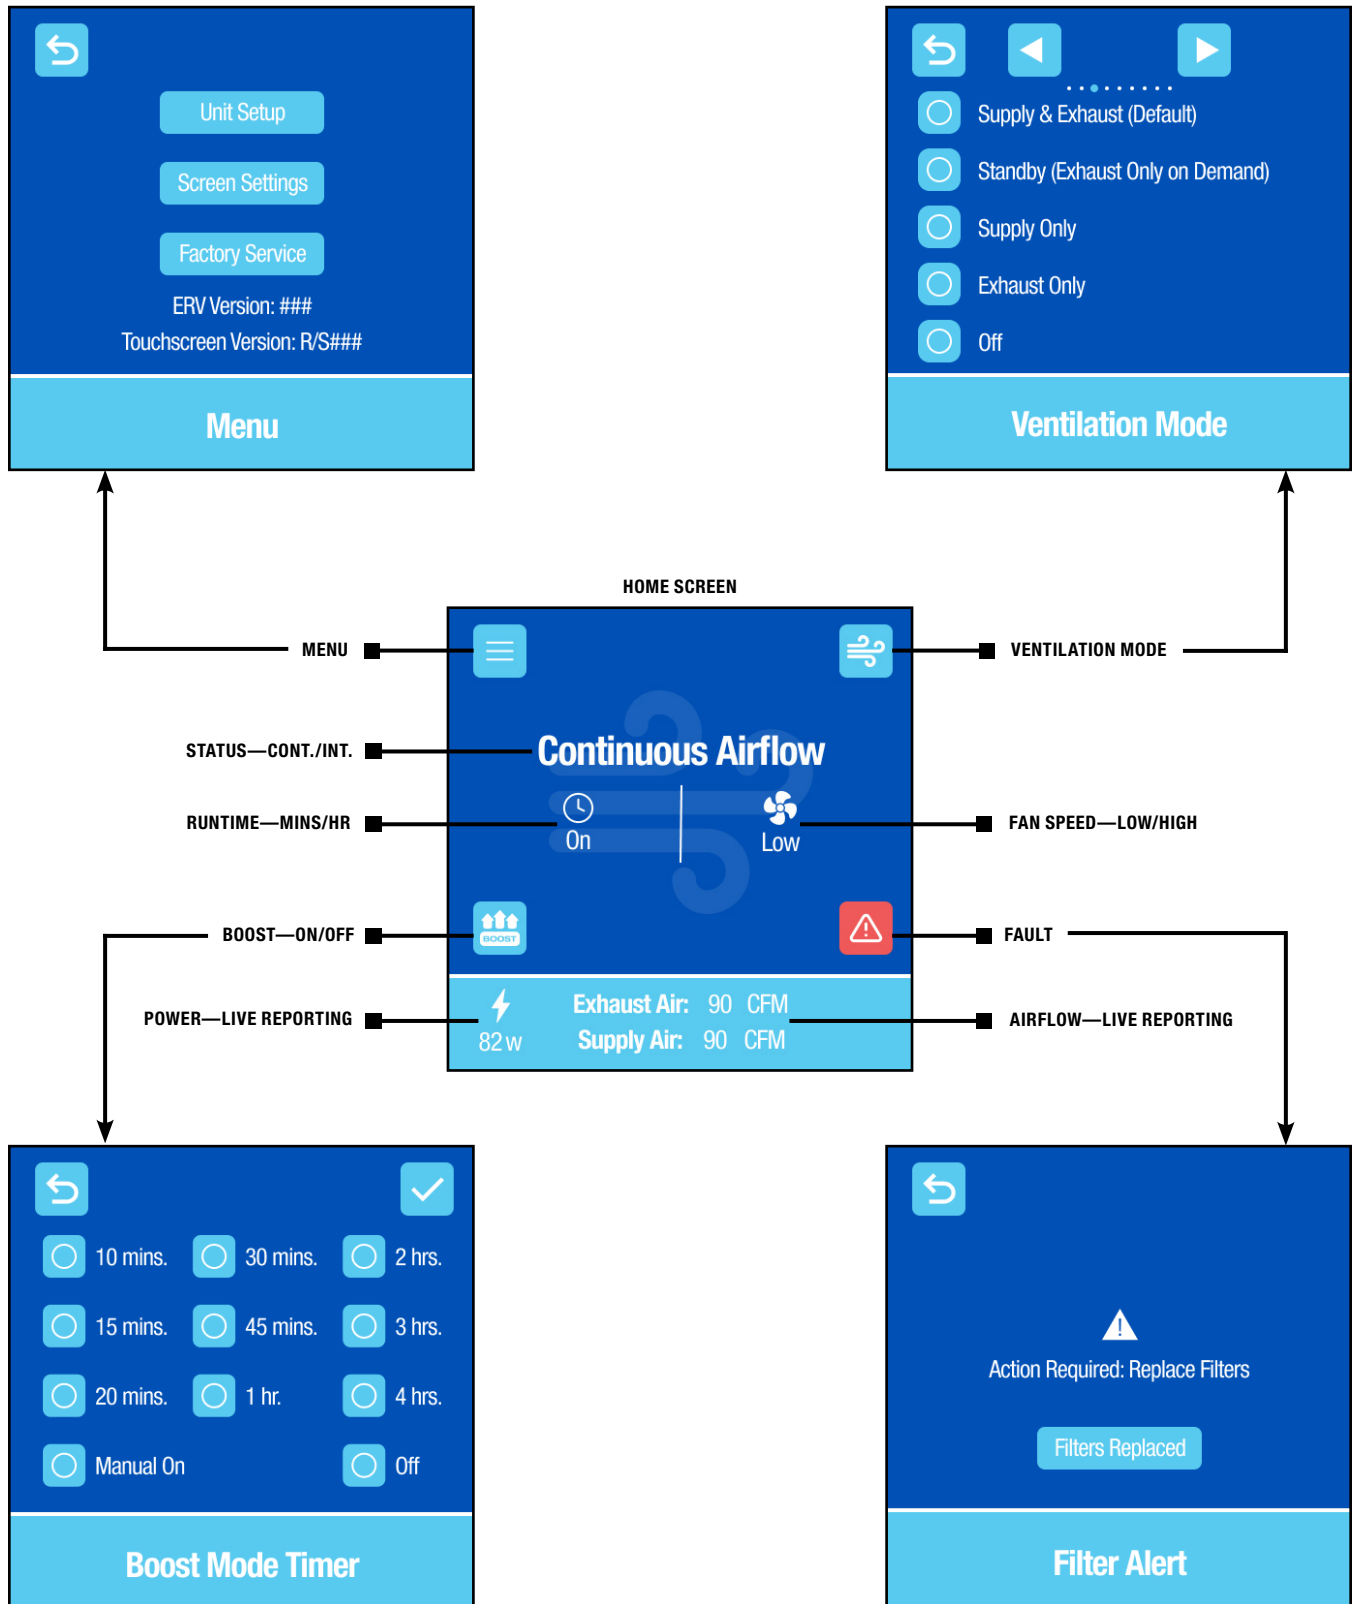 Unit Setup
Screen Settings
Factory Service
ERV Version: ###
Touchscreen Version: R/S###
Menu
Supply & Exhaust (Default)
Standby (Exhaust Only on Demand)
Supply Only
Exhaust Only
Off
Ventilation Mode
HOME SCREEN
MENU
VENTILATION MODE
STATUS—CONT./INT.
Continuous Airflow
RUNTIME—MINS/HR
On
Low
FAN SPEED—LOW/HIGH
BOOST—ON/OFF
BOOST
FAULT
POWER—LIVE REPORTING
82 w
Exhaust Air: 90 CFM
Supply Air: 90 CFM
AIRFLOW—LIVE REPORTING
10 mins. 30 mins. 2 hrs.
15 mins. 45 mins. 3 hrs.
20 mins. 1 hr. 4 hrs.
Manual On Off
Boost Mode Timer
Action Required: Replace Filters
Filters Replaced
Filter Alert